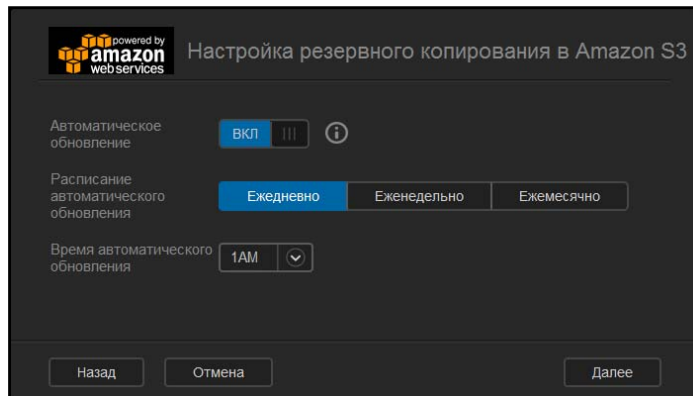 powered by
amazon
webservices
Настройка резервного копирования в Amazon S3
Автоматическое
обновление
ВКЛ
Расписание
автоматического
обновления
Ежедневно
Еженедельно
Ежемесячно
Время автоматического
обновления
1AM
Назад
Отмена
Далее